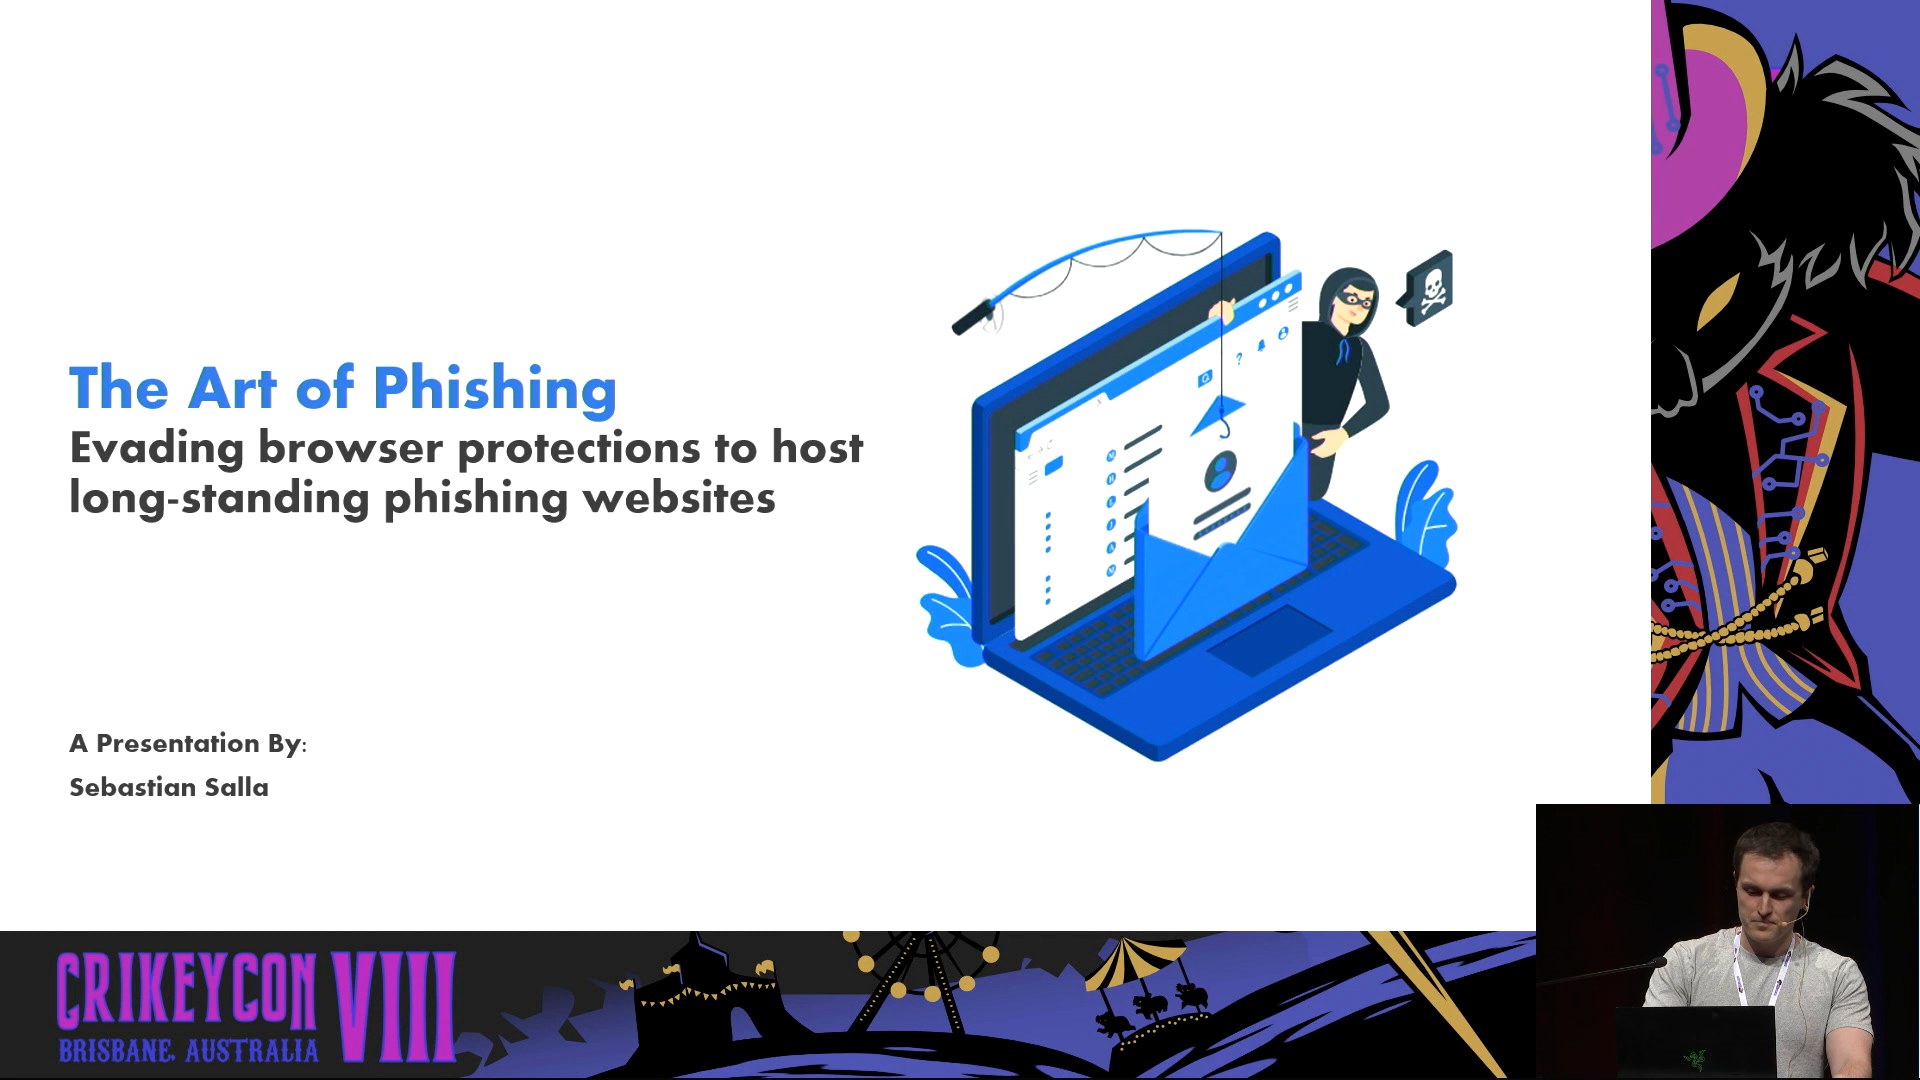 The Art of Phishing
Evading browser protections to host
long-standing phishing websites
A Presentation By:
Sebastian Salla
CRIKEYCON VIII
BRISBANE, AUSTRALIA